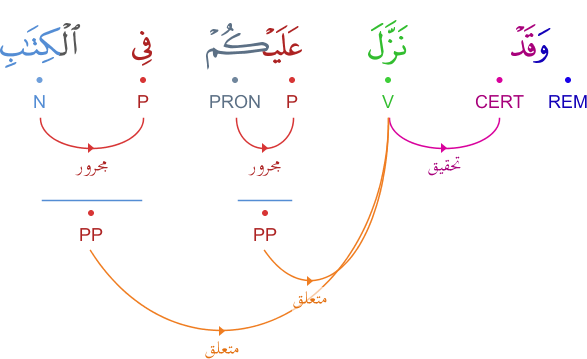 وَقَدْ نَزَّلَ عَلَيْكُمْ فِى ٱلْكِتَٰبِ
REM CERT V P PRON P N
تحقيق مجرور مجرور
PP PP
متعلق
متعلق